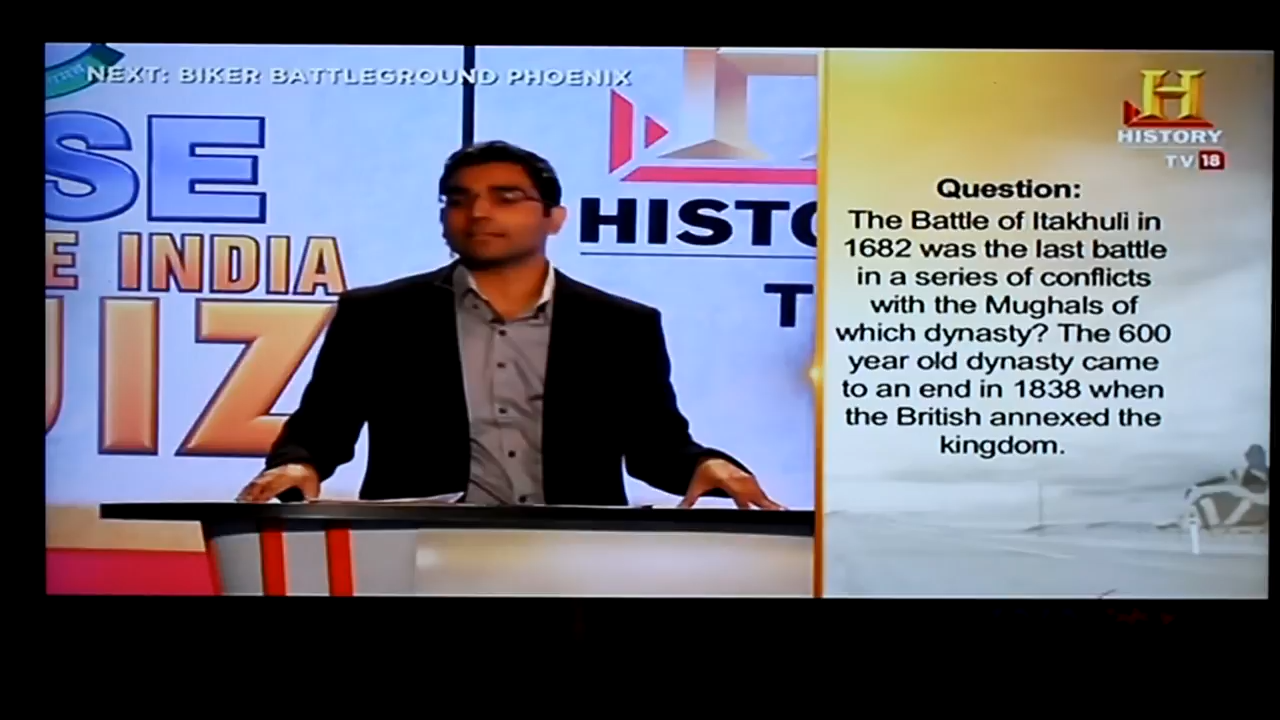 NEXT: BIKER BATTLEGROUND PHOENIX
SE
E INDIA
UIZ
HISTO
T
HISTORY
TV 18
Question:
The Battle of Itakhuli in
1682 was the last battle
in a series of conflicts
with the Mughals of
which dynasty? The 600
year old dynasty came
to an end in 1838 when
the British annexed the
kingdom.